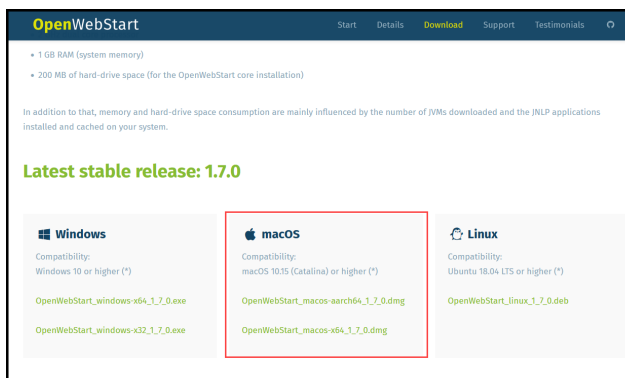 OpenWebStart
Start Details Download Support Testimonials
• 1 GB RAM (system memory)
• 200 MB of hard-drive space (for the OpenWebStart core installation)
In addition to that, memory and hard-drive space consumption are mainly influenced by the number of JVMs downloaded and the JNLP applications
installed and cached on your system.
Latest stable release: 1.7.0
Windows
Compatibility:
Windows 10 or higher (*)
OpenWebStart_windows-x64_1_7_0.exe
OpenWebStart_windows-x32_1_7_0.exe
macOS
Compatibility:
macOS 10.15 (Catalina) or higher (*)
OpenWebStart_macos-aarch64_1_7_0.dmg
OpenWebStart_macos-x64_1_7_0.dmg
Linux
Compatibility:
Ubuntu 18.04 LTS or higher (*)
OpenWebStart_linux_1_7_0.deb